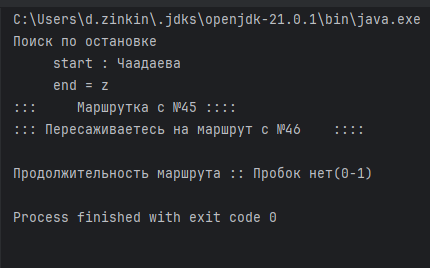 C:\Users\d.zinkin\.jdks\openjdk-21.0.1\bin\java.exe
Поиск по остановке
start : Чаадаева
end = z
::: Маршрутка с №45 ::::
::: Пересаживаетесь на маршрут с №46 ::::
Продолжительность маршрута :: Пробок нет(0-1)
Process finished with exit code 0